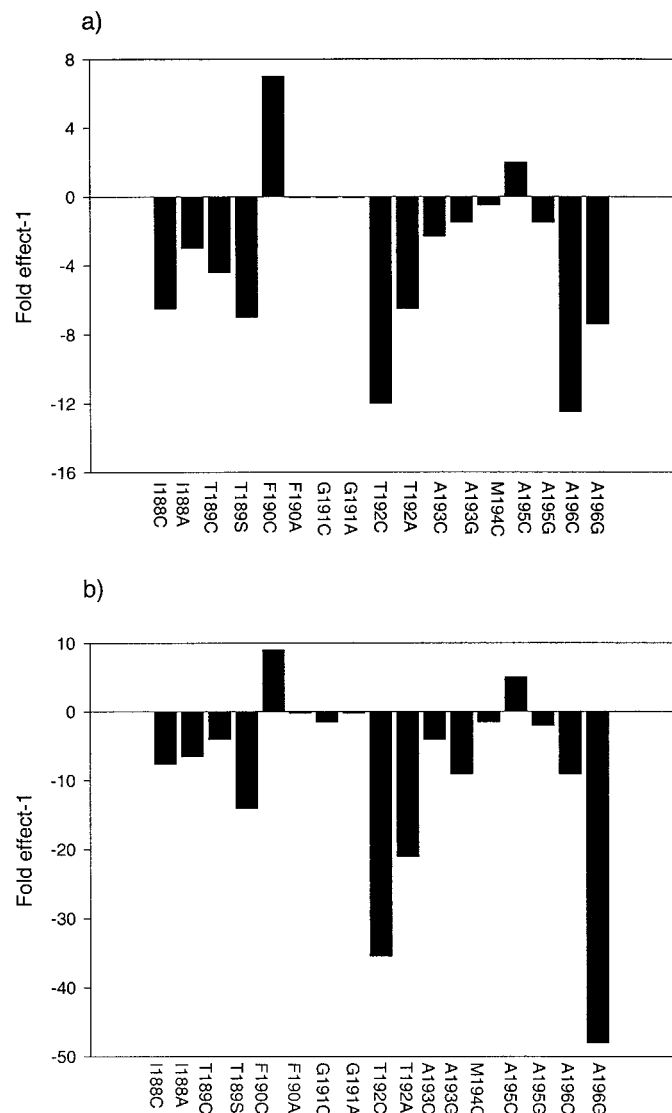 a)
8
4
0
-4
-8
-12
-16
Fold effect-1
I188C
I188A
T189C
T189S
F190C
F190A
G191C
G191A
T192C
T192A
A193C
A193G
M194C
A195C
A195G
A196C
A196G
b)
10
0
-10
-20
-30
-40
-50
Fold effect-1
I188C
I188A
T189C
T189S
F190C
F190A
G191C
G191A
T192C
T192A
A193C
A193G
M194C
A195C
A195G
A196C
A196G